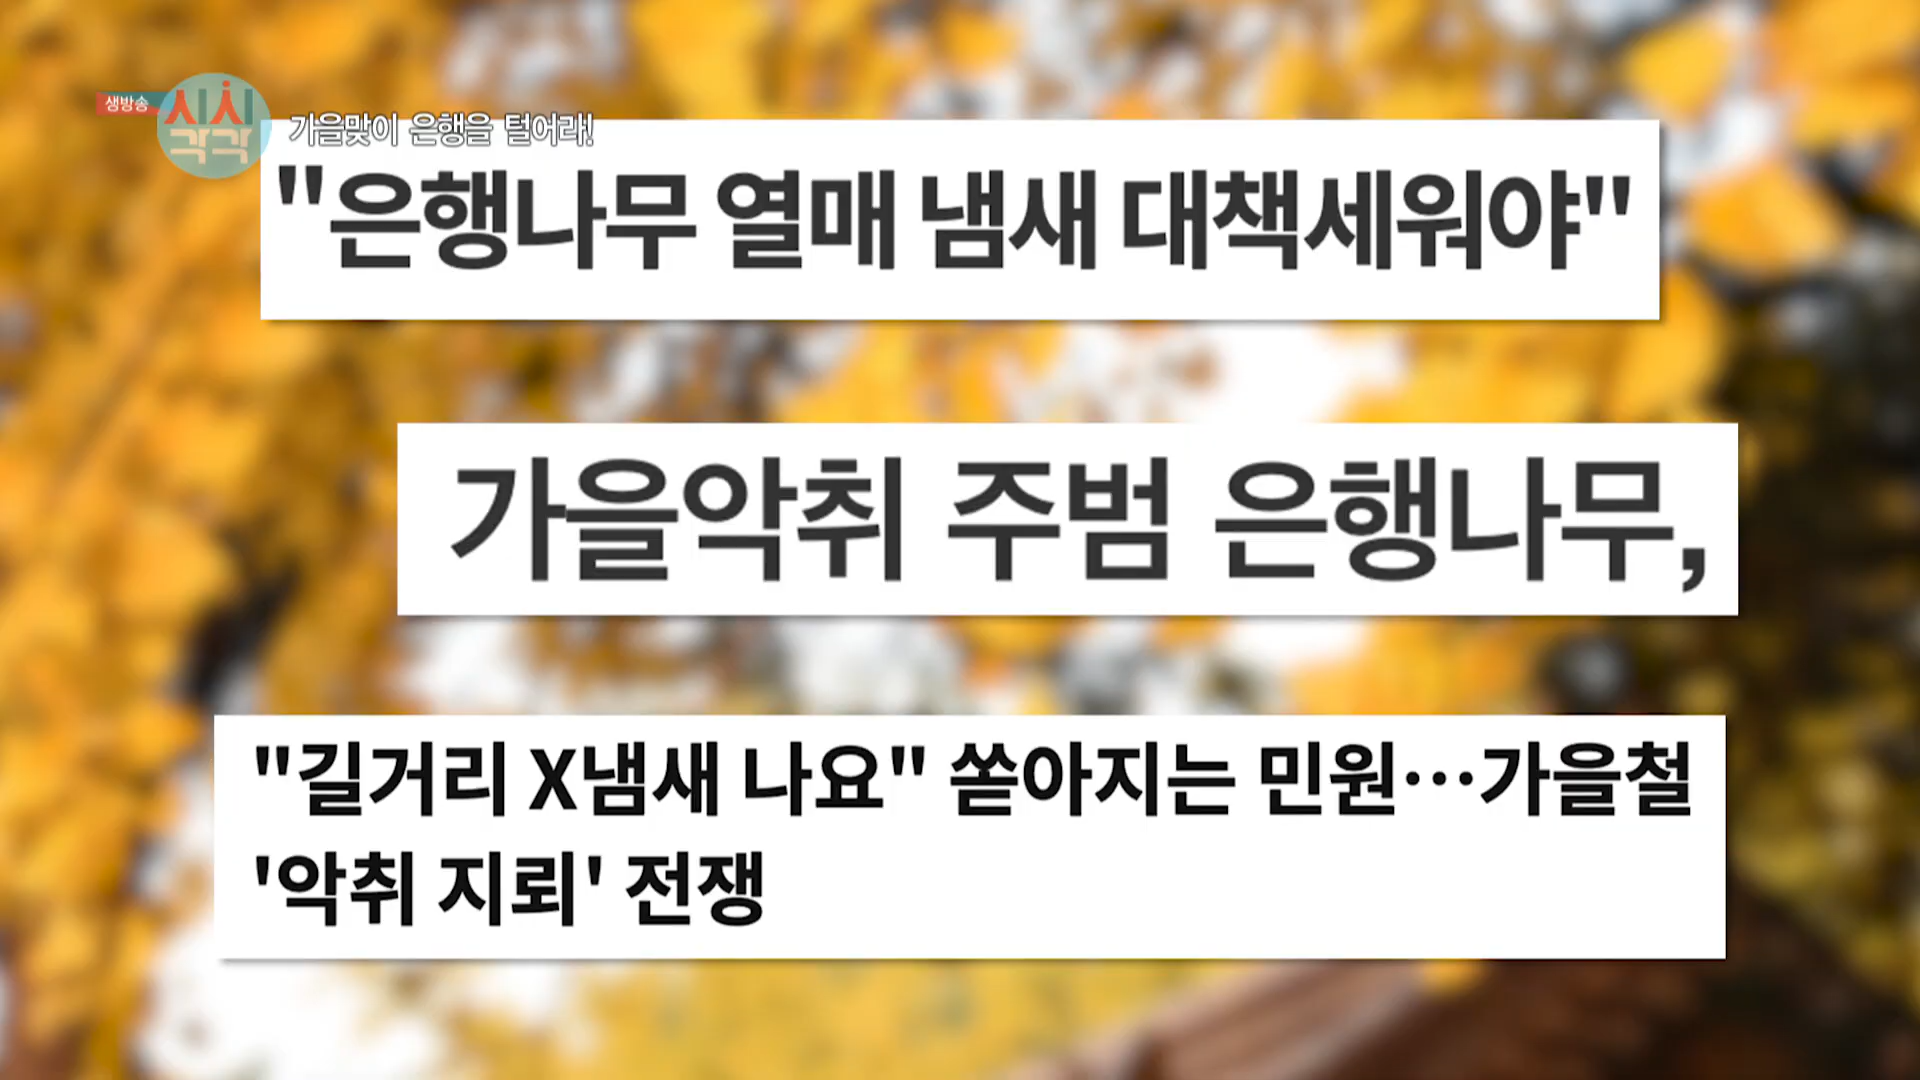 생방송
시시
각각
가을맞이 은행을 털어라!
"은행나무 열매 냄새 대책세워야"
가을악취 주범 은행나무,
"길거리 X냄새 나요" 쏟아지는 민원…가을철
'악취 지뢰' 전쟁